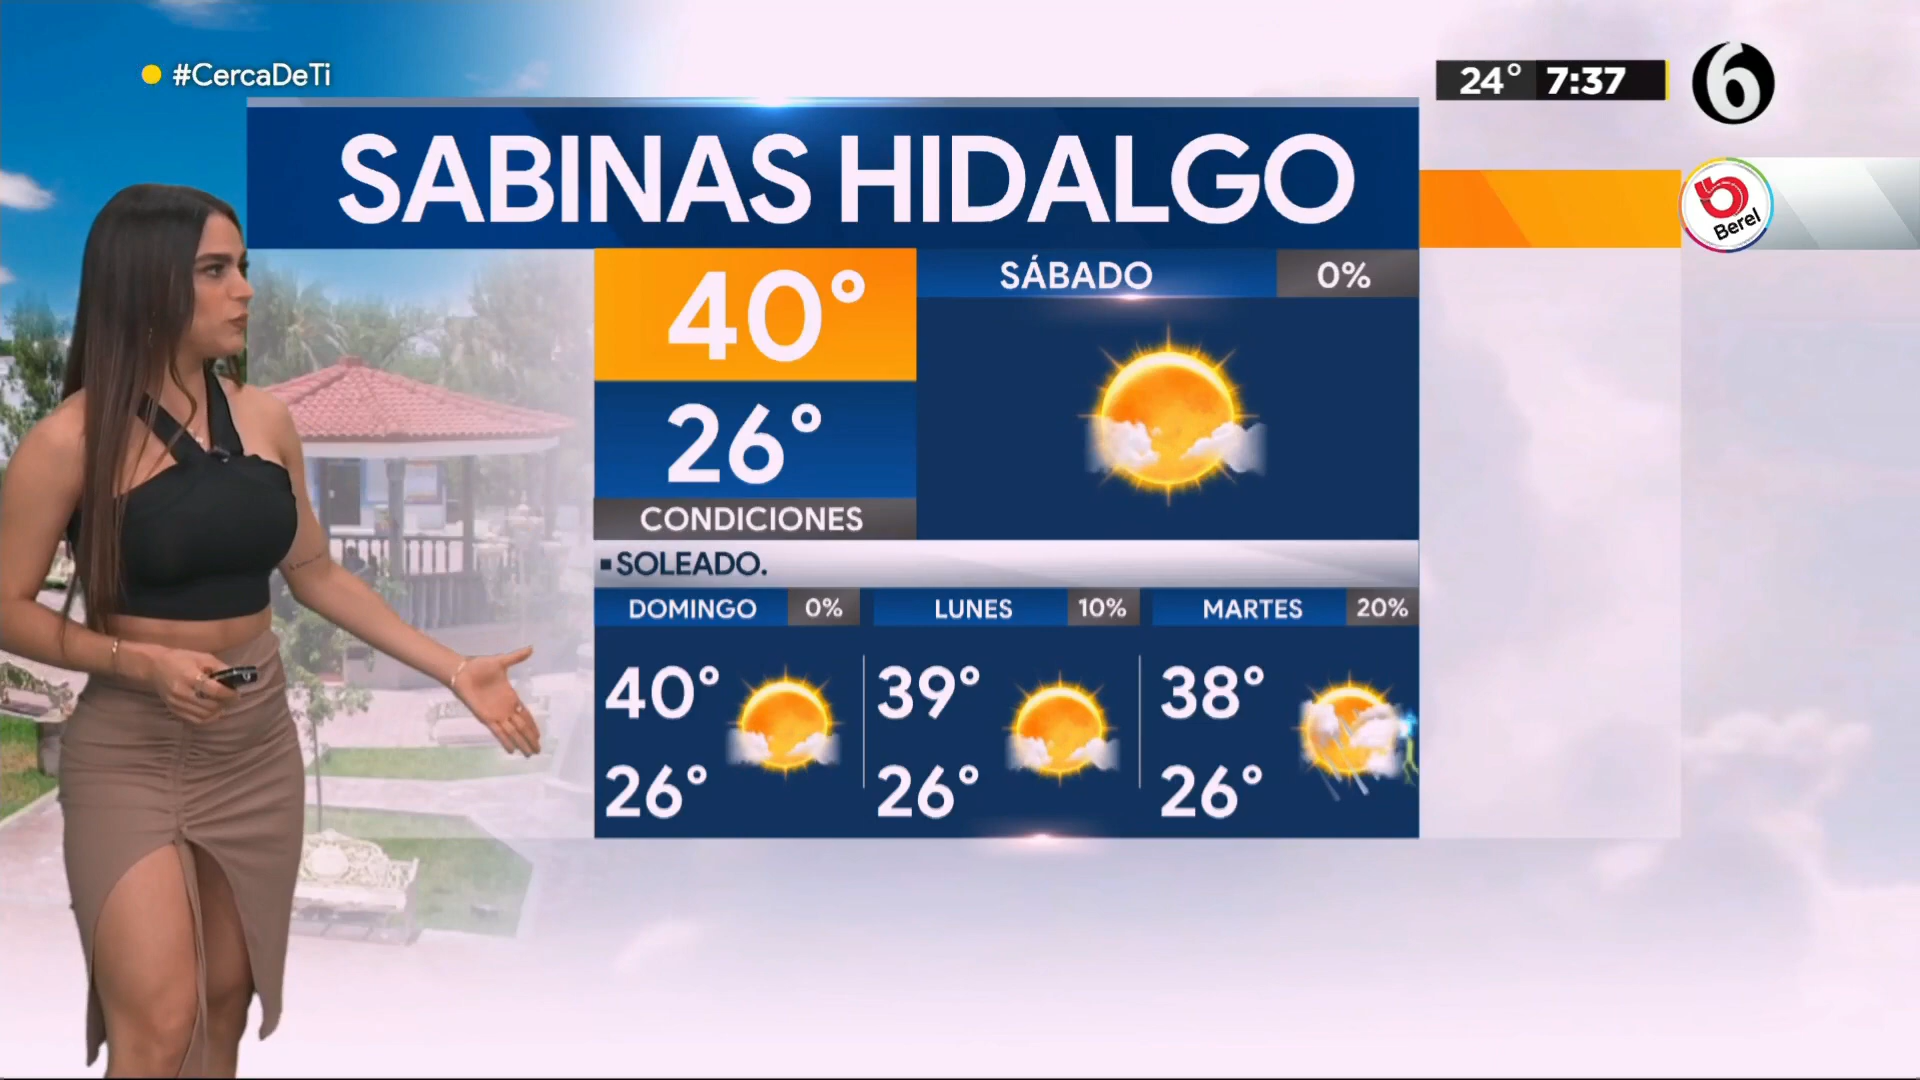 #CercaDeTi
24° 7:37
6
SABINAS HIDALGO
Berel
40°
SÁBADO 0%
26°
CONDICIONES
▪SOLEADO.
DOMINGO 0% LUNES 10% MARTES 20%
40° 39° 38°
26° 26° 26°